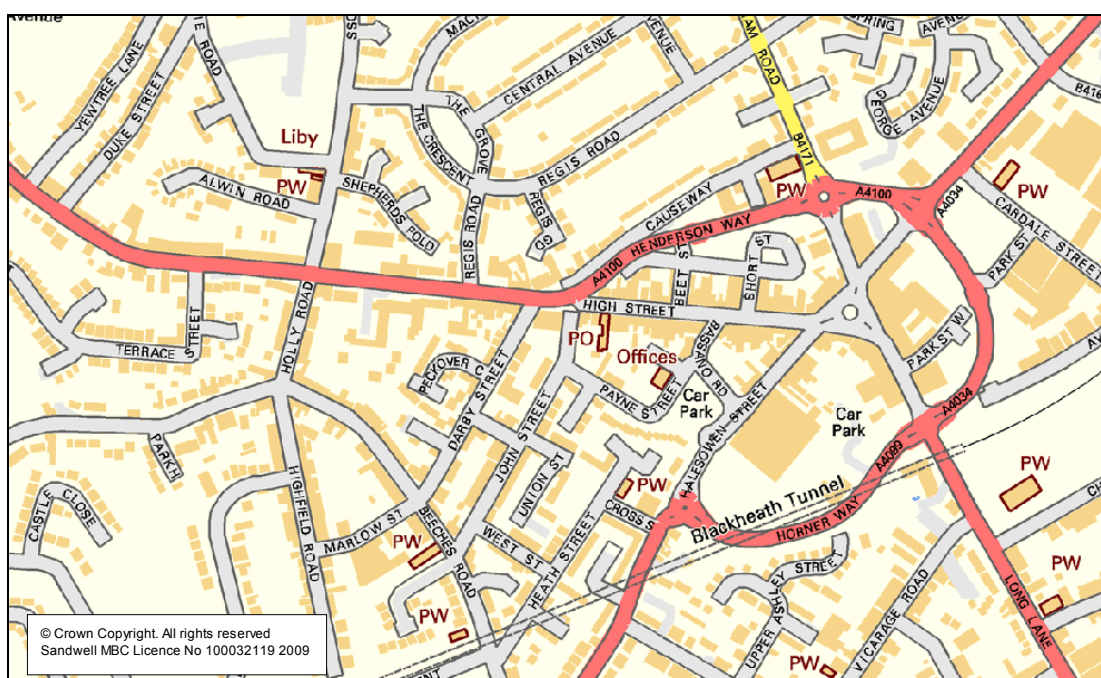 Avenue
YEWTREE LANE
DUKE STREET
ROAD
OSS
MACM
CENTRAL AVENUE
AVENUE
THE GROVE
THE CRESCENT
REGIS ROAD
AM ROAD
B4171
SPRING
AVENUE
GEORGE AVENUE
B416
Liby
PW
ALWIN ROAD
SHEPHERDS FOLD
REGIS ROAD
REGIS GD
CAUSEWAY
PW
A4100
A4034
PW
CARDALE STREET
PARK ST
A4100 HENDERSON WAY
BEET ST
SHORT ST
HIGH STREET
HOLLY ROAD
TERRACE STREET
PO
Offices
BASSANO RD
PAYNE STREET
Car
Park
HALESOWEN STREET
PARK ST W
A4034
Car
Park
A4099
HORNER WAY
Blackheath Tunnel
PECKOVER C
DARBY STREET
JOHN STREET
UNION ST
WEST ST
HEATH STREET
CROSS S
PW
PARK H
CASTLE CLOSE
HIGHFIELD ROAD
MARLOW ST
BEECHES ROAD
PW
PW
PW
CH
PW
LONG LANE
UPPER ASHLEY STREET
VICARAGE ROAD
PW
AV
ENT
© Crown Copyright. All rights reserved
Sandwell MBC Licence No 100032119 2009